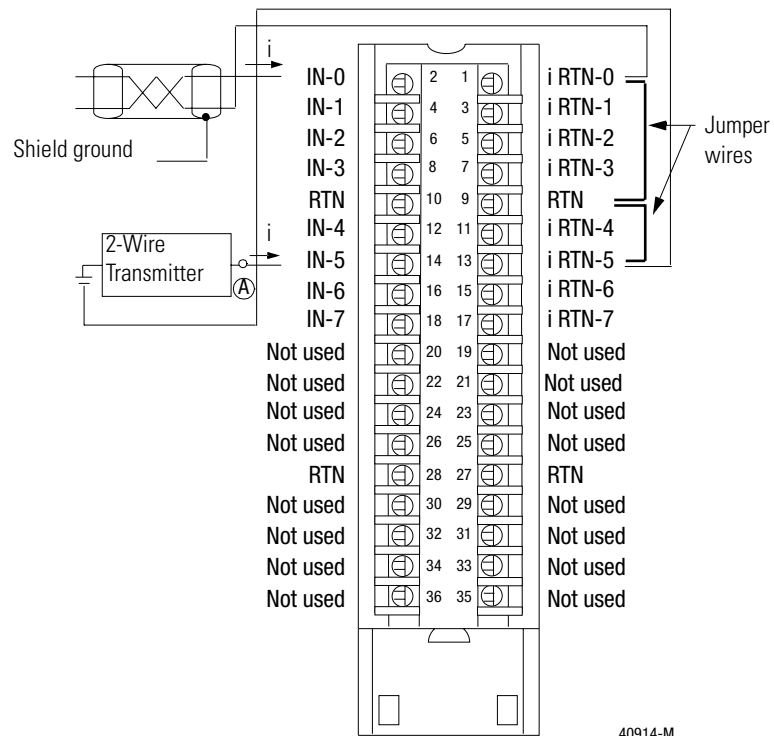 i
IN-0 2 1 i RTN-0
IN-1 4 3 i RTN-1
IN-2 6 5 i RTN-2
Shield ground
Jumper
wires
IN-3 8 7 i RTN-3
RTN 10 9 RTN
i
IN-4 12 11 i RTN-4
2-Wire
Transmitter
A
IN-5 14 13 i RTN-5
IN-6 16 15 i RTN-6
IN-7 18 17 i RTN-7
Not used 20 19 Not used
Not used 22 21 Not used
Not used 24 23 Not used
Not used 26 25 Not used
RTN 28 27 RTN
Not used 30 29 Not used
Not used 32 31 Not used
Not used 34 33 Not used
Not used 36 35 Not used
40914-M